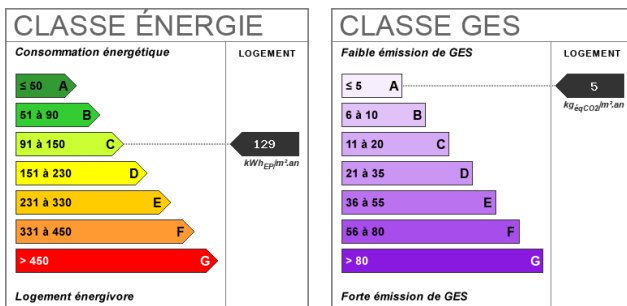 CLASSE ÉNERGIE
Consommation énergétique
LOGEMENT
≤ 50 A
51 à 90 B
91 à 150 C
129
kWhEP/m².an
151 à 230 D
231 à 330 E
331 à 450 F
> 450 G
Logement énergivore
CLASSE GES
Faible émission de GES
LOGEMENT
≤ 5 A
5
kgéqCO2/m².an
6 à 10 B
11 à 20 C
21 à 35 D
36 à 55 E
56 à 80 F
> 80 G
Forte émission de GES